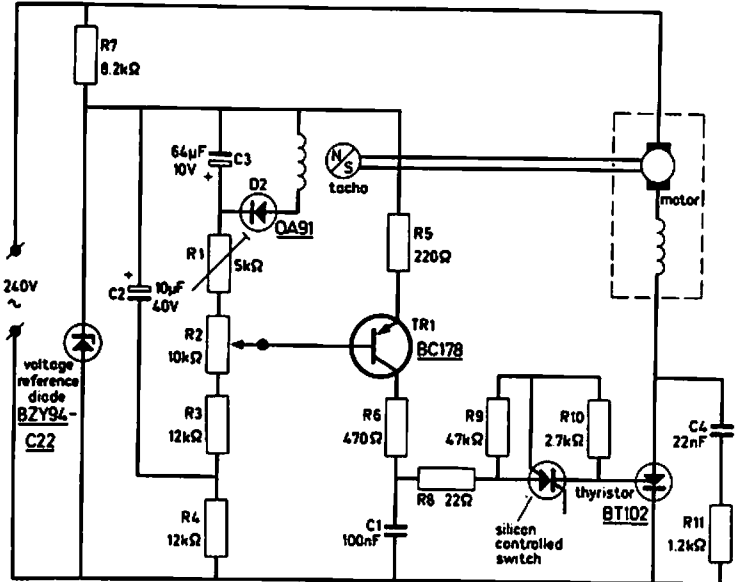 R7
8.2kΩ
64μF
10V
+
C3
N
S
tacho
D2
OA91
motor
R1
5kΩ
R5
220Ω
240V
~
+
C2
10μF
40V
R2
10kΩ
TR1
BC178
voltage
reference
diode
BZY94-
C22
R3
12kΩ
R6
470Ω
R9
47kΩ
R10
2.7kΩ
C4
22nF
R8 22Ω
thyristor
BT102
R4
12kΩ
C1
100nF
silicon
controlled
switch
R11
1.2kΩ